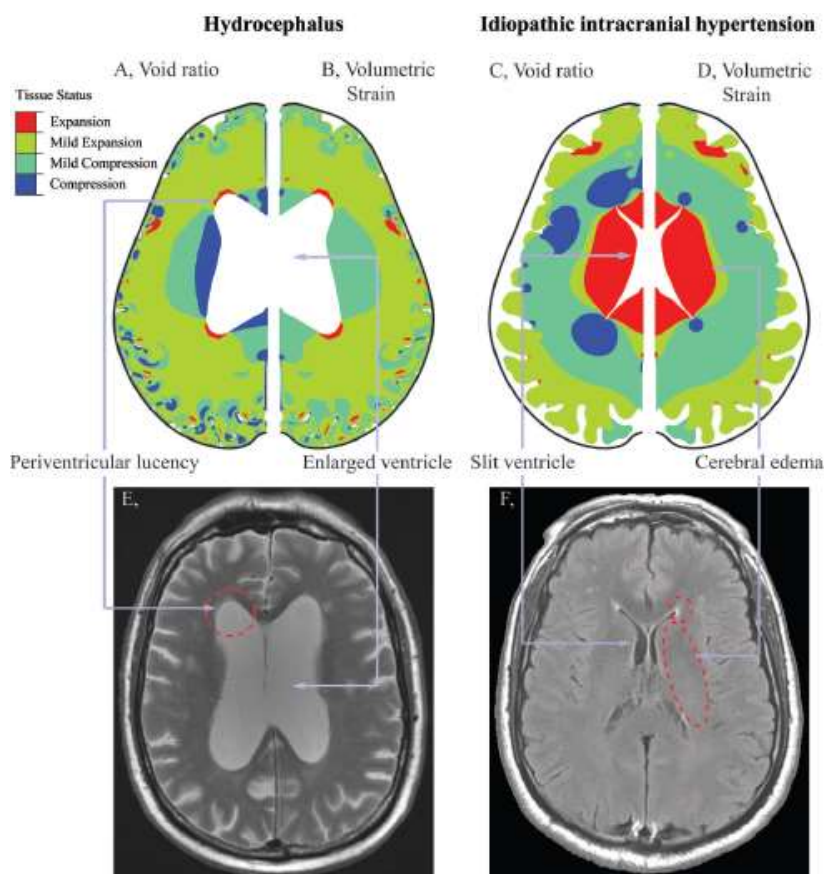 Hydrocephalus
Idiopathic intracranial hypertension
A, Void ratio
B, Volumetric
Strain
C, Void ratio
D, Volumetric
Strain
Tissue Status
Expansion
Mild Expansion
Mild Compression
Compression
Periventricular lucency
Enlarged ventricle
Slit ventricle
Cerebral edema
E,
F,